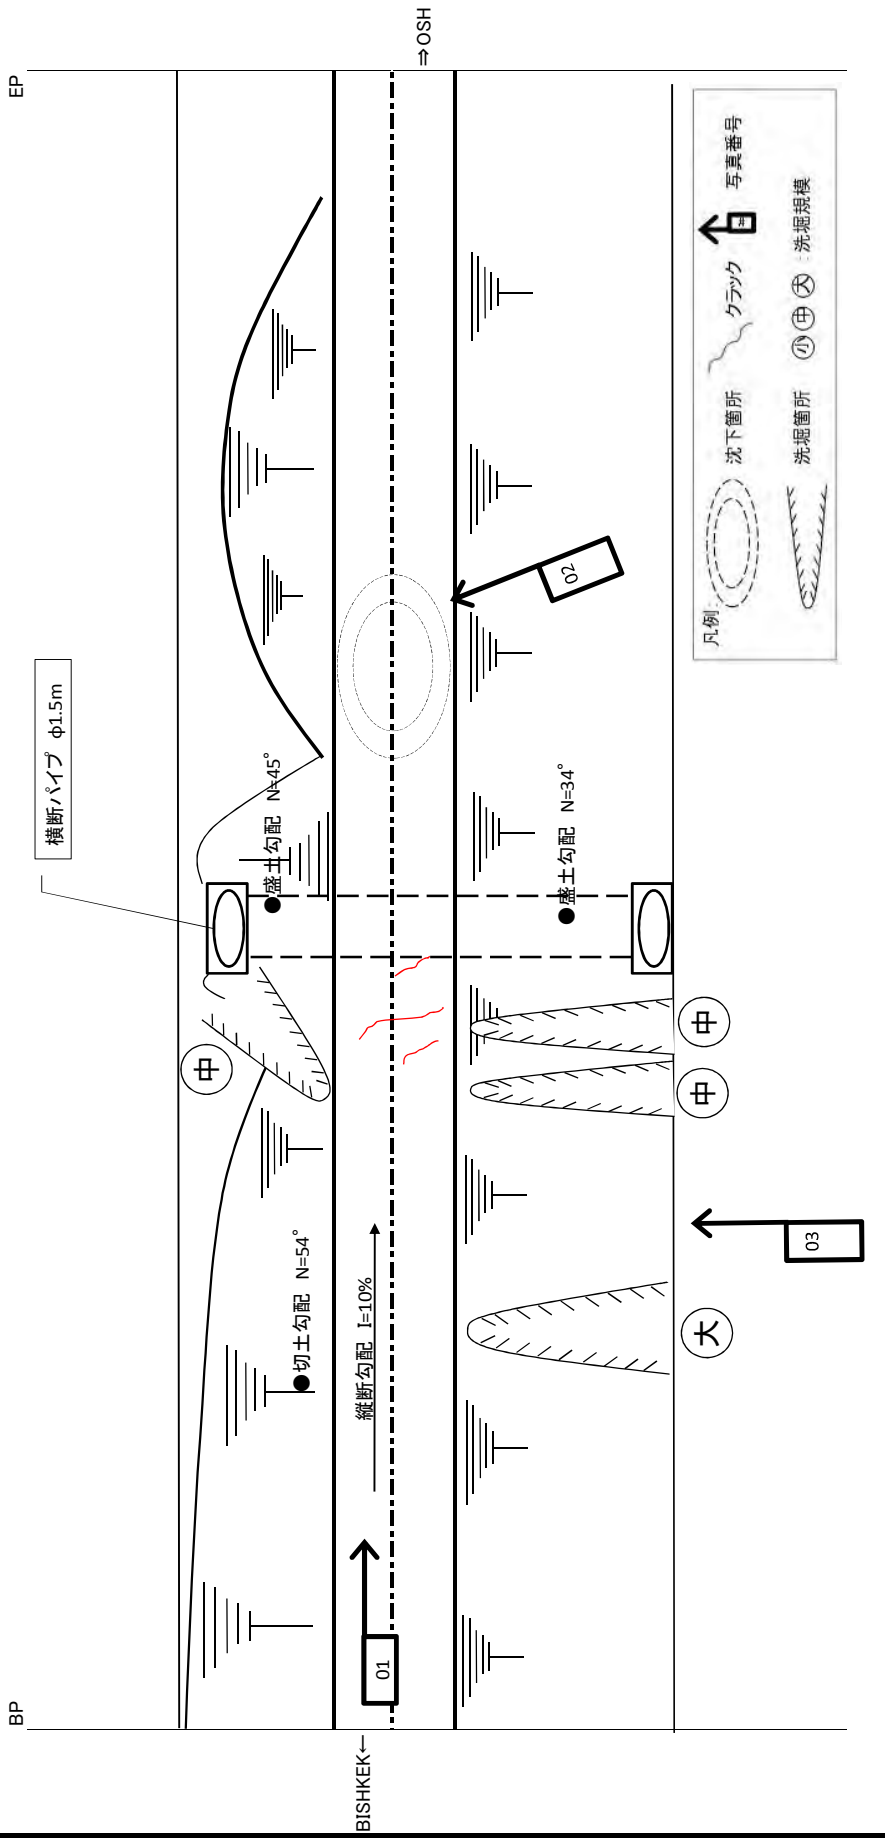 BP
EP
横断パイプ φ1.5m
中
●切土勾配 N=54°
●盛土勾配 N=45°
BISHKEK←
⇒OSH
縦断勾配 I=10%
01
●盛土勾配 N=34°
02
大
中
中
03
凡例
沈下箇所
クラック
#
写真番号
洗堀箇所
小 中 大 : 洗堀規模